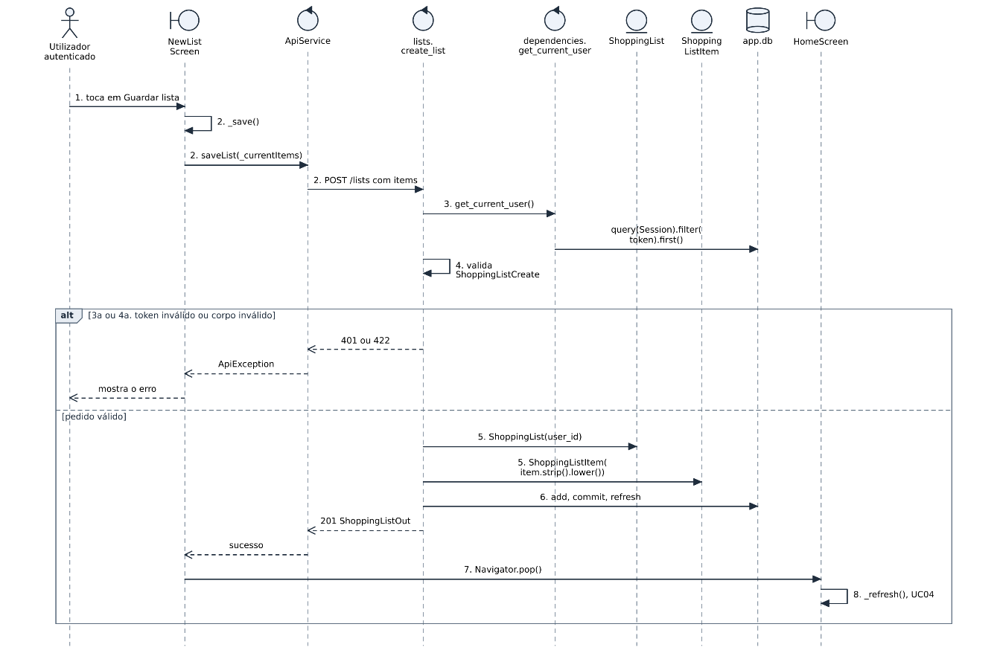 Utilizador
autenticado
NewList
Screen
ApiService
lists.
create_list
dependencies.
get_current_user
ShoppingList
Shopping
ListItem
app.db
HomeScreen
1. toca em Guardar lista
2. _save()
2. saveList(_currentItems)
2. POST /lists com items
3. get_current_user()
query(Session).filter(
token).first()
4. valida
ShoppingListCreate
alt
[3a ou 4a. token inválido ou corpo inválido]
401 ou 422
ApiException
mostra o erro
[pedido válido]
5. ShoppingList(user_id)
5. ShoppingListItem(
item.strip().lower())
6. add, commit, refresh
201 ShoppingListOut
sucesso
7. Navigator.pop()
8. _refresh(), UC04